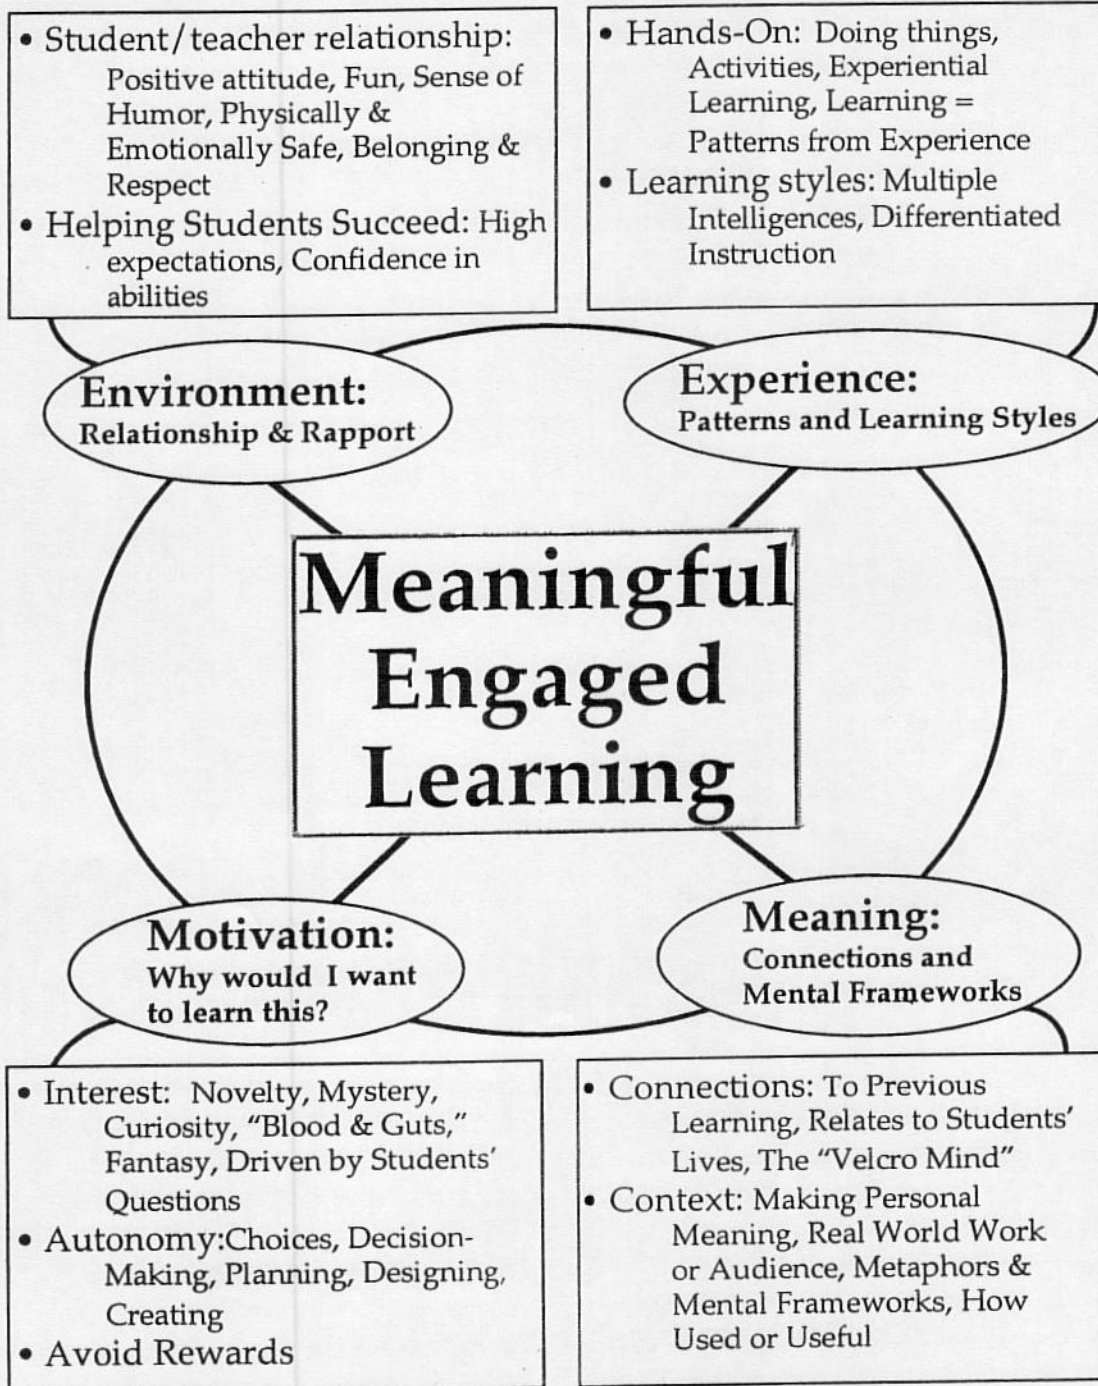 • Student/teacher relationship:
Positive attitude, Fun, Sense of
Humor, Physically &
Emotionally Safe, Belonging &
Respect
• Helping Students Succeed: High
expectations, Confidence in
abilities
• Hands-On: Doing things,
Activities, Experiential
Learning, Learning =
Patterns from Experience
• Learning styles: Multiple
Intelligences, Differentiated
Instruction
Environment:
Relationship & Rapport
Experience:
Patterns and Learning Styles
Meaningful
Engaged
Learning
Motivation:
Why would I want
to learn this?
Meaning:
Connections and
Mental Frameworks
• Interest: Novelty, Mystery,
Curiosity, “Blood & Guts,”
Fantasy, Driven by Students’
Questions
• Autonomy:Choices, Decision-
Making, Planning, Designing,
Creating
• Avoid Rewards
• Connections: To Previous
Learning, Relates to Students’
Lives, The “Velcro Mind”
• Context: Making Personal
Meaning, Real World Work
or Audience, Metaphors &
Mental Frameworks, How
Used or Useful